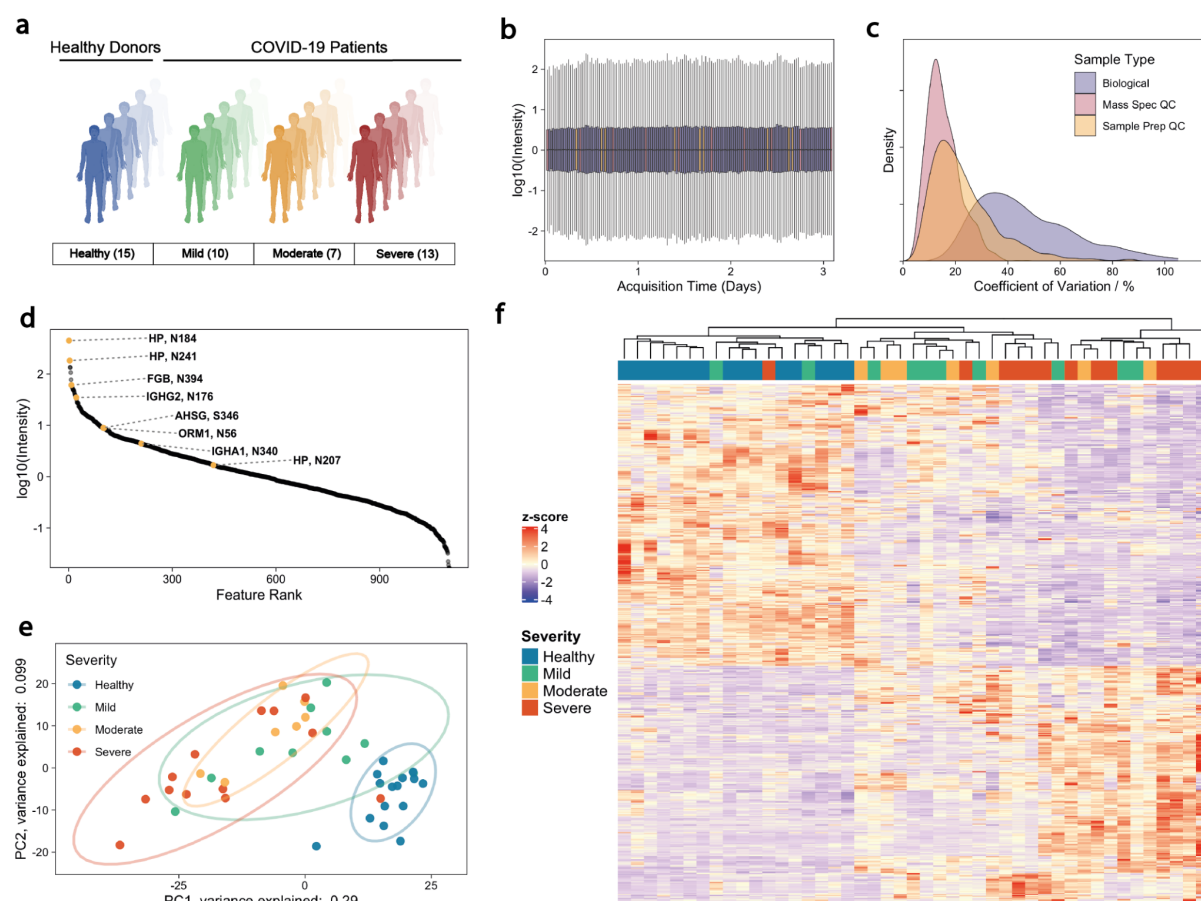 a
Healthy Donors
COVID-19 Patients
Healthy (15)
Mild (10)
Moderate (7)
Severe (13)
b
log10(Intensity)
2
1
0
-1
-2
0
1
2
3
Acquisition Time (Days)
c
Density
Sample Type
Biological
Mass Spec QC
Sample Prep QC
0
20
40
60
80
100
Coefficient of Variation / %
d
log10(Intensity)
2
1
0
-1
HP, N184
HP, N241
FGB, N394
IGHG2, N176
AHSG, S346
ORM1, N56
IGHA1, N340
HP, N207
0
300
600
900
Feature Rank
e
PC2, variance explained: 0.099
Severity
Healthy
Mild
Moderate
Severe
20
10
0
-10
-20
-25
0
25
PC1, variance explained: 0.29
f
z-score
4
2
0
-2
-4
Severity
Healthy
Mild
Moderate
Severe